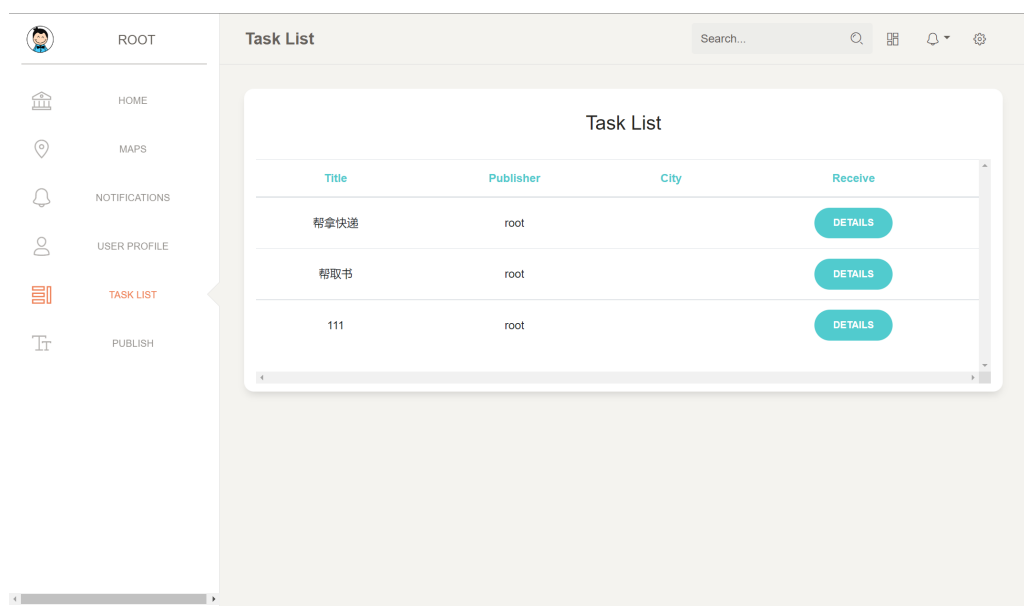 ROOT
Task List
Search...
HOME
MAPS
NOTIFICATIONS
USER PROFILE
TASK LIST
PUBLISH
Task List
Title Publisher City Receive
帮拿快递 root DETAILS
帮取书 root DETAILS
111 root DETAILS